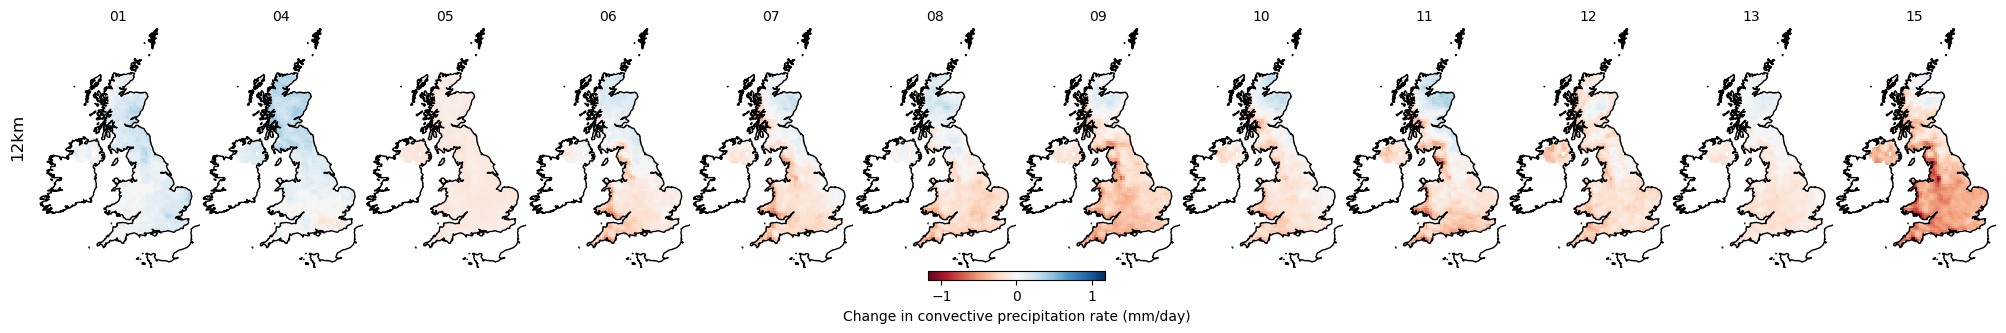 01 04 05 06 07 08 09 10 11 12 13 15
12km
−1 0 1
Change in convective precipitation rate (mm/day)